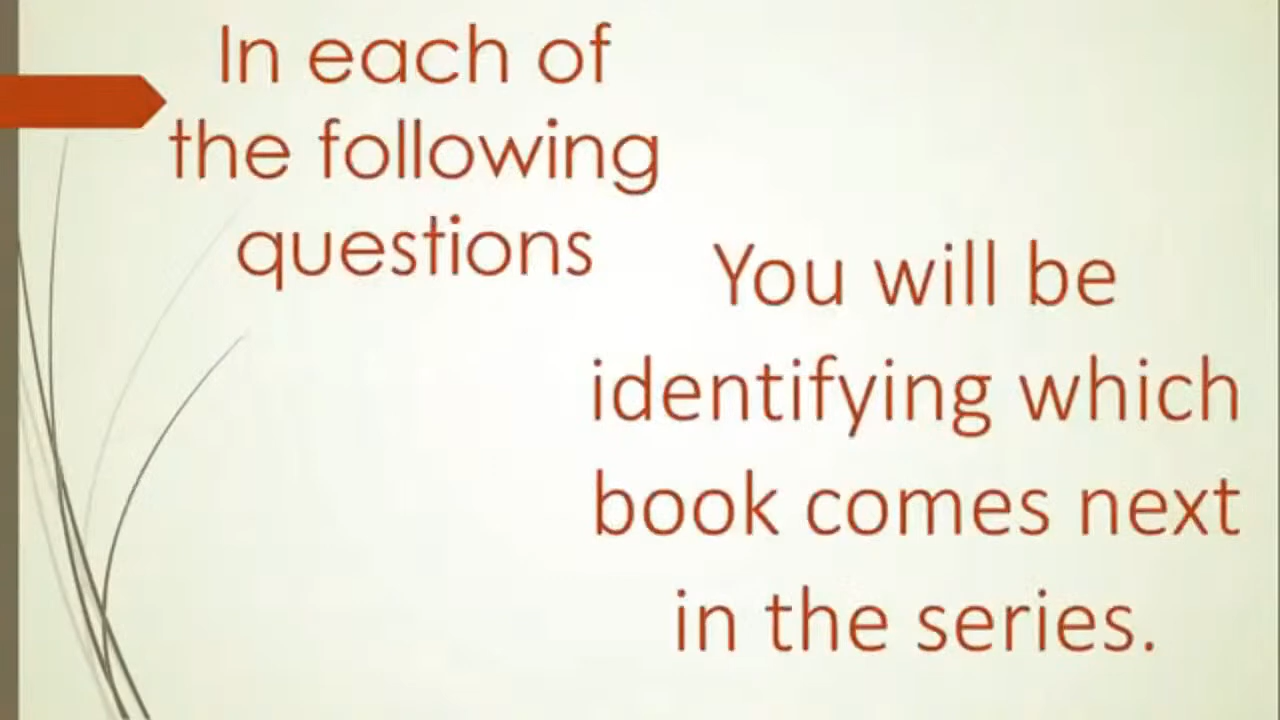 In each of
the following
questions
You will be
identifying which
book comes next
in the series.